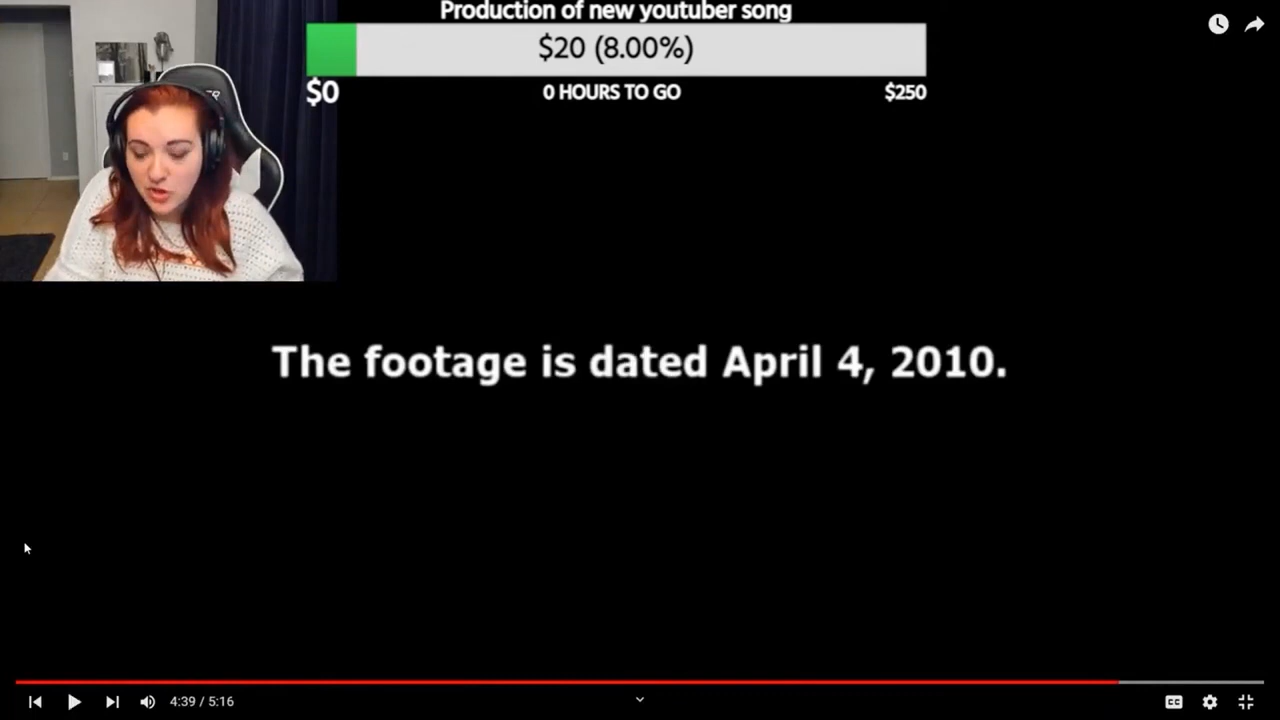 Production of new youtuber song
$20 (8.00%)
$0
0 HOURS TO GO
$250
The footage is dated April 4, 2010.
4:39 / 5:16
CC